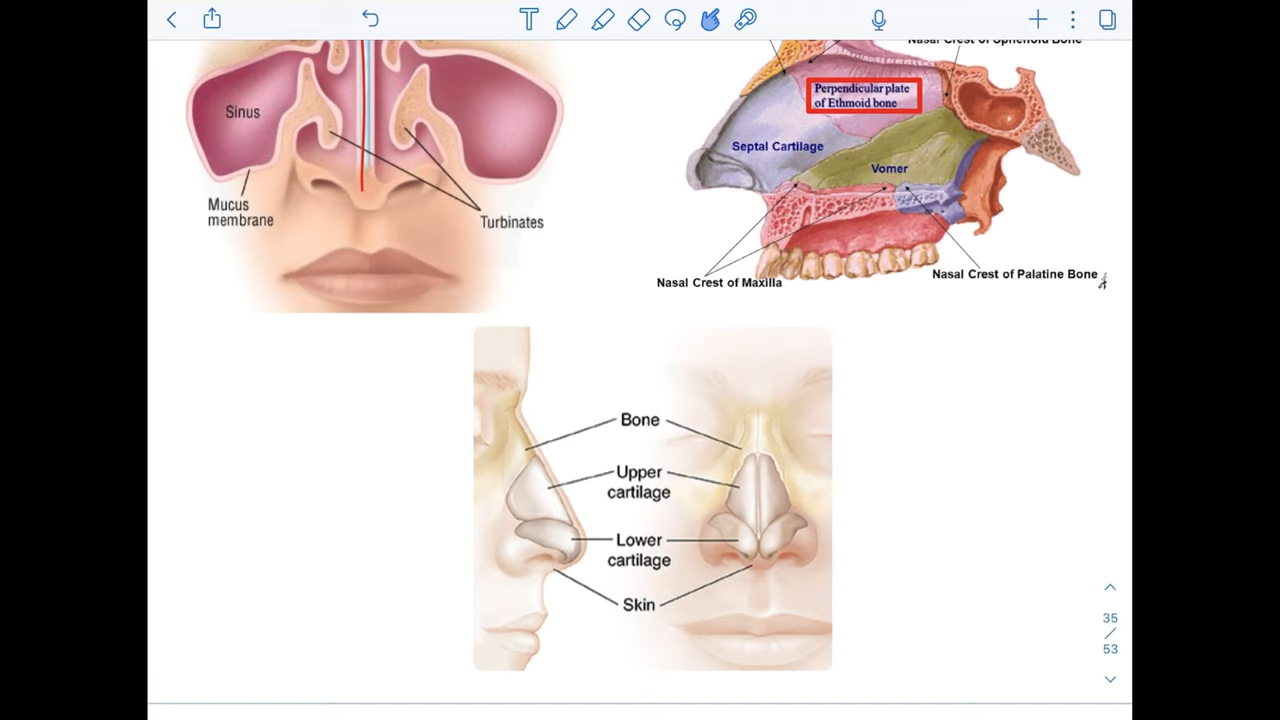 Nasal Crest of Sphenoid Bone
Perpendicular plate
of Ethmoid bone
Sinus
Septal Cartilage
Vomer
Mucus
membrane
Turbinates
Nasal Crest of Maxilla
Nasal Crest of Palatine Bone
Bone
Upper
cartilage
Lower
cartilage
Skin
35
/
53